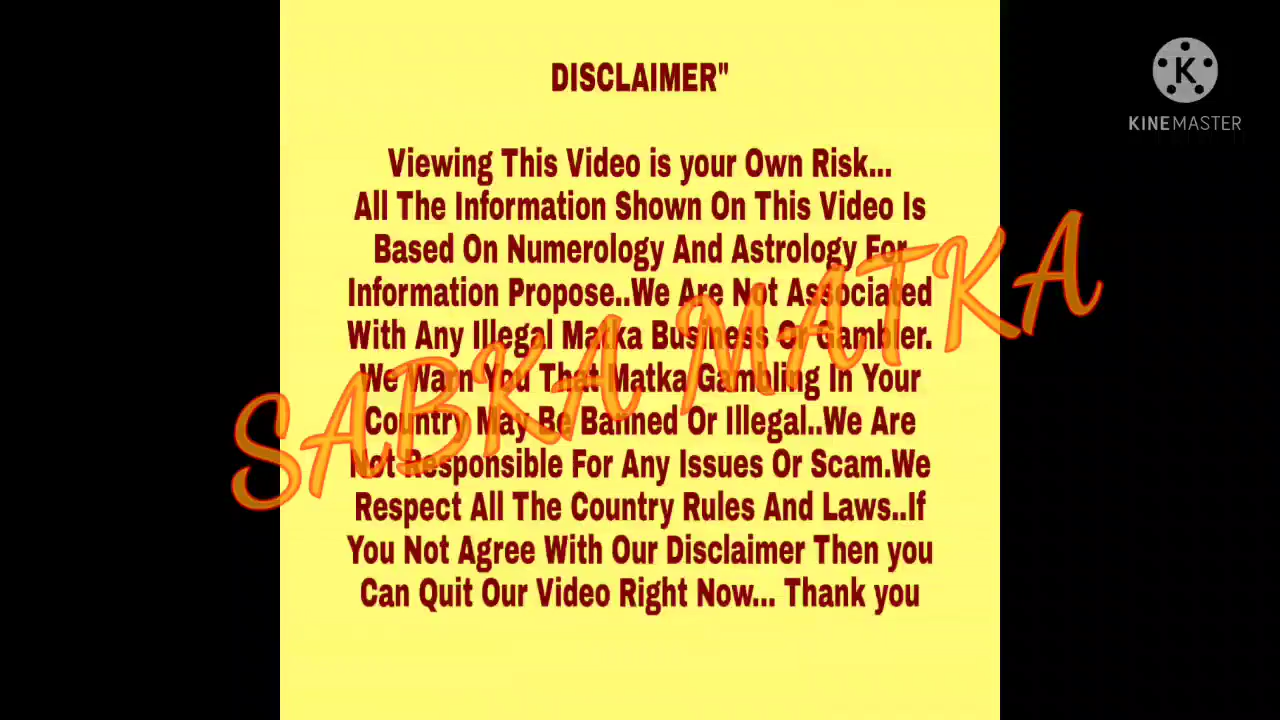 DISCLAIMER"
Viewing This Video is your Own Risk...
All The Information Shown On This Video Is
Based On Numerology And Astrology For
Information Propose..We Are Not Associated
With Any Illegal Matka Business Or Gambler.
We Warn You That Matka Gambling In Your
Country May Be Banned Or Illegal..We Are
Not Responsible For Any Issues Or Scam.We
Respect All The Country Rules And Laws..If
You Not Agree With Our Disclaimer Then you
Can Quit Our Video Right Now... Thank you
SABKA MATKA
K
KINEMASTER